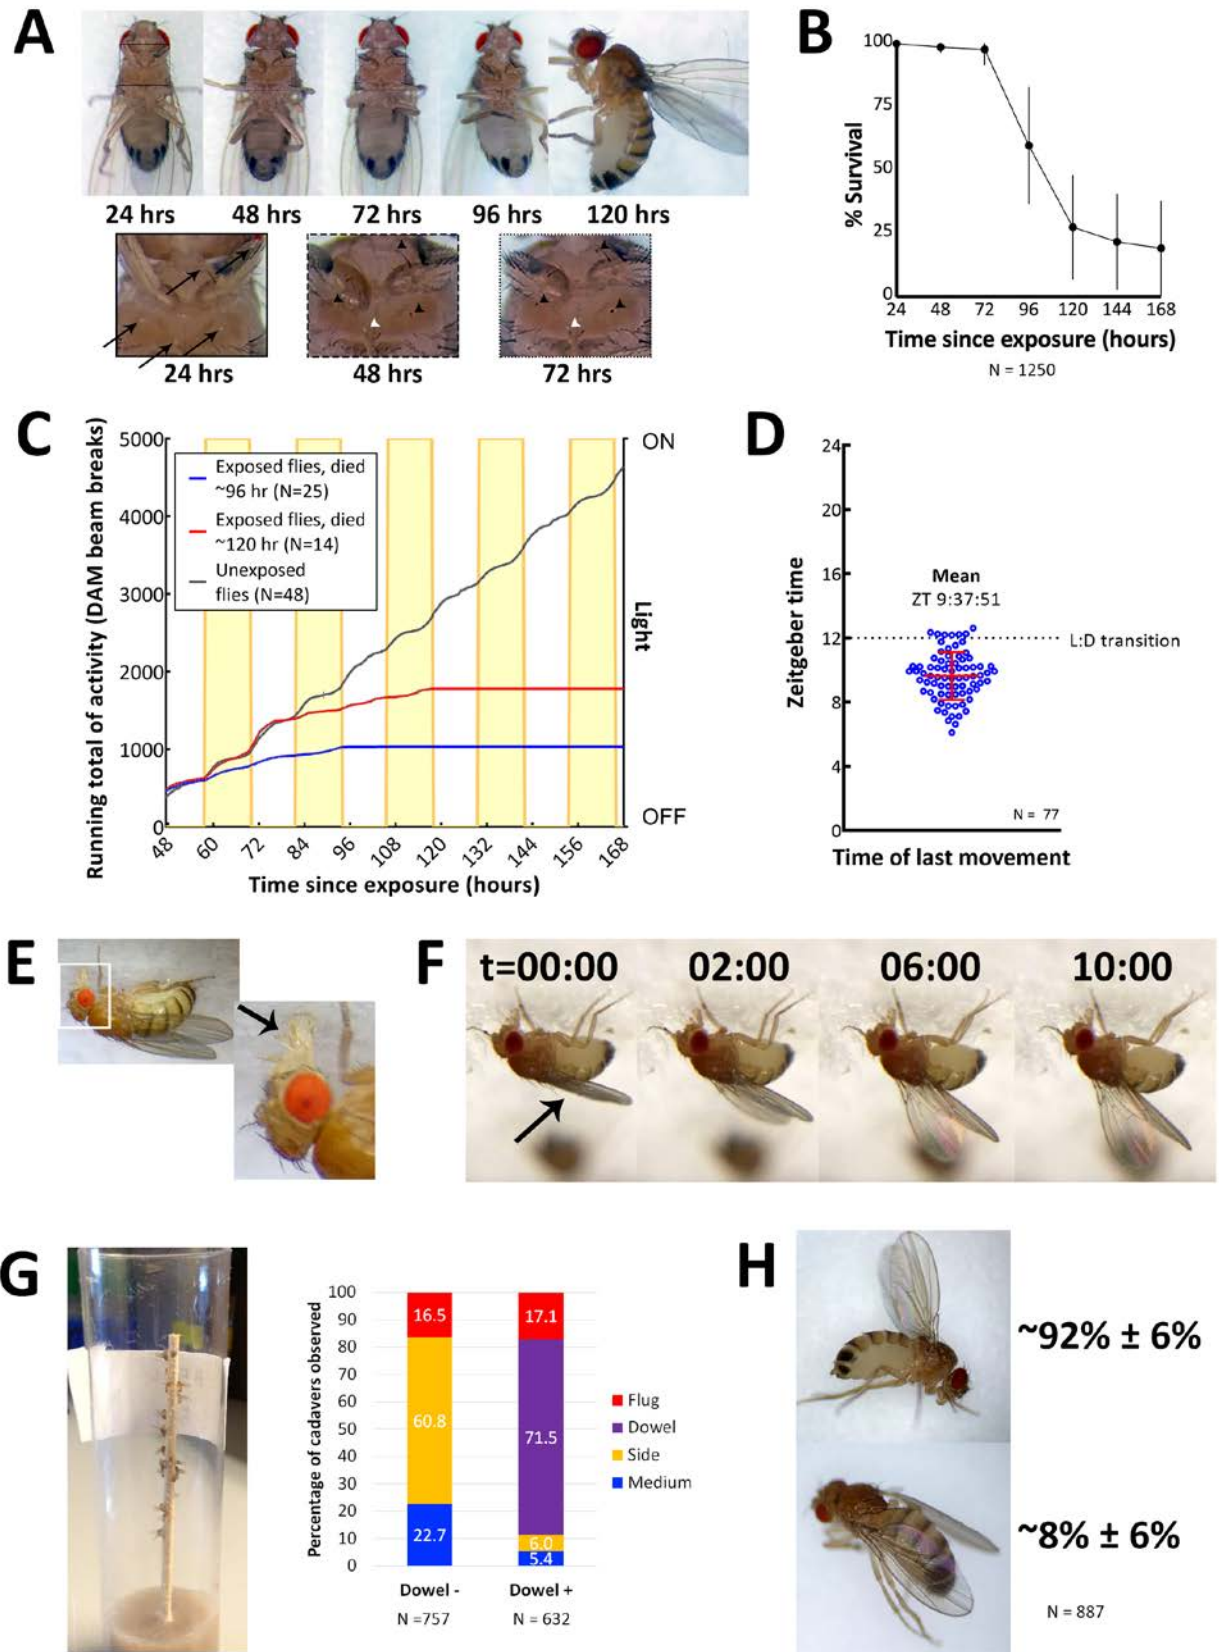 A
24 hrs 48 hrs 72 hrs 96 hrs 120 hrs
24 hrs 48 hrs 72 hrs
B
% Survival
100
75
50
25
0
24 48 72 96 120 144 168
Time since exposure (hours)
N = 1250
C
Running total of activity (DAM beam breaks)
5000
4000
3000
2000
1000
0
Exposed flies, died
~96 hr (N=25)
Exposed flies, died
~120 hr (N=14)
Unexposed
flies (N=48)
ON
Light
OFF
48 60 72 84 96 108 120 132 144 156 168
Time since exposure (hours)
D
Zeitgeber time
24
20
16
12
8
4
0
Mean
ZT 9:37:51
L:D transition
N = 77
Time of last movement
E
F
t=00:00 02:00 06:00 10:00
G
Percentage of cadavers observed
100
90
80
70
60
50
40
30
20
10
0
16.5
60.8
22.7
17.1
71.5
6.0
5.4
Flug
Dowel
Side
Medium
Dowel - Dowel +
N =757 N = 632
H
~92% ± 6%
~8% ± 6%
N = 887